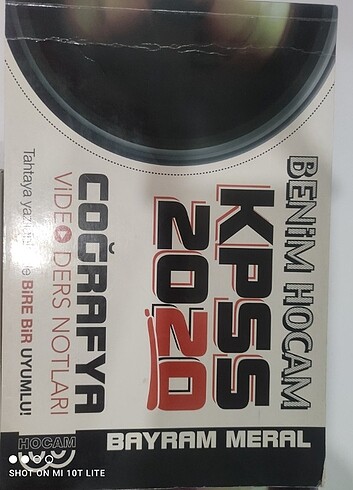 BENİM HOCAM
KPSS
2020
COĞRAFYA
VİDEO DERS NOTLARI
Tahtaya BİRE BİR UYUMLU!
BAYRAM MERAL
HOCAM
SHOT ON MI 10T LITE